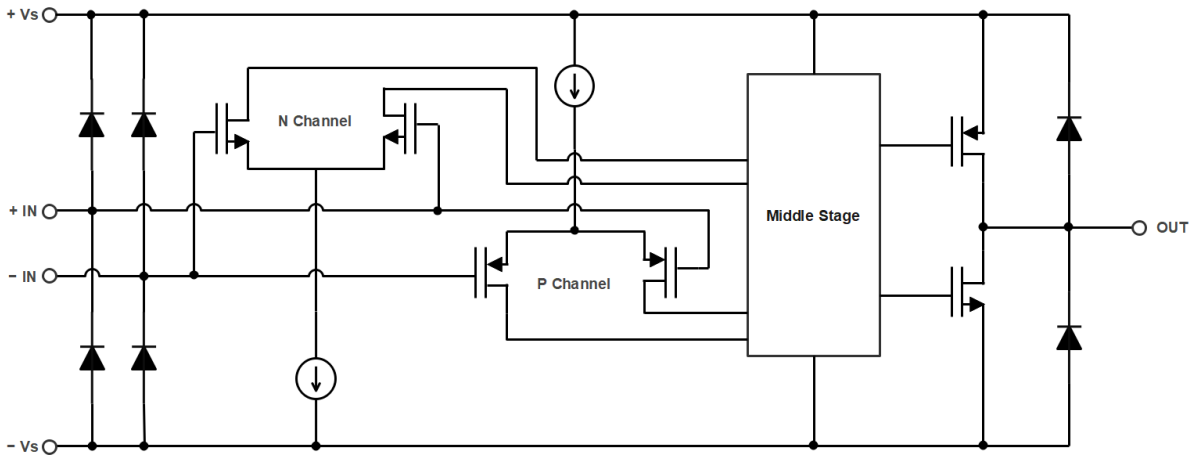 + Vs
N Channel
+ IN
Middle Stage
OUT
− IN
P Channel
− Vs